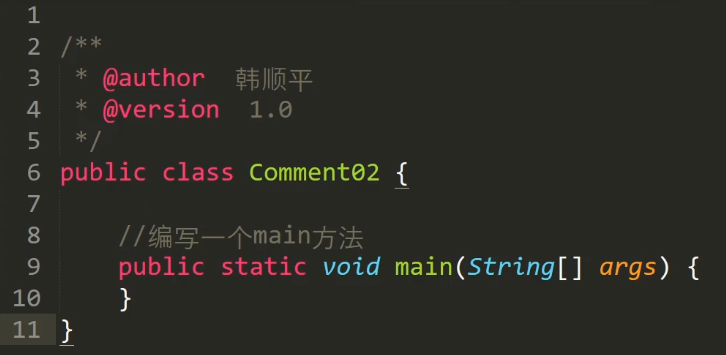 1
2 /**
3  * @author  韩顺平
4  * @version  1.0
5  */
6 public class Comment02 {
7
8     //编写一个main方法
9     public static void main(String[] args) {
10     }
11 }